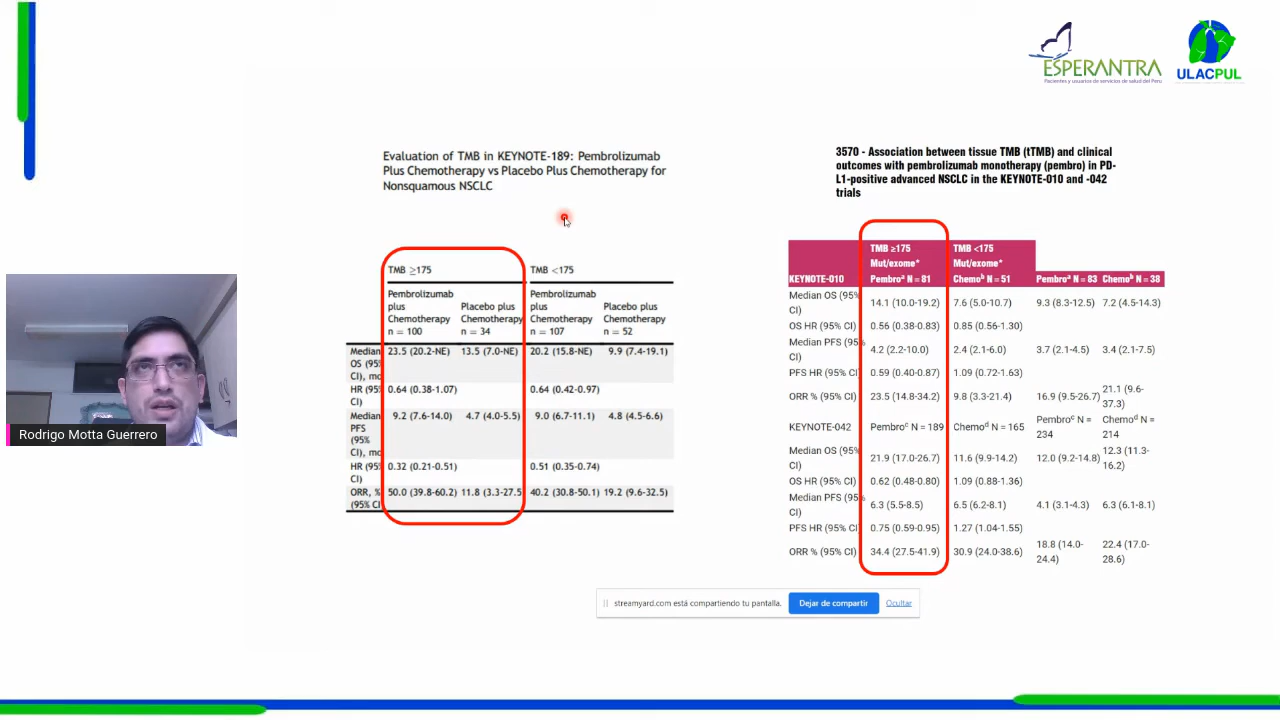 ESPERANTRA
Pacientes y usuarios de servicios de salud del Perú
ULACPUL
Evaluation of TMB in KEYNOTE-189: Pembrolizumab
Plus Chemotherapy vs Placebo Plus Chemotherapy for
Nonsquamous NSCLC
TMB ≥175 TMB <175
Pembrolizumab Pembrolizumab
plus Placebo plus plus Placebo plus
Chemotherapy Chemotherapy Chemotherapy Chemotherapy
n = 100 n = 34 n = 107 n = 52
Median 23.5 (20.2-NE) 13.5 (7.0-NE) 20.2 (15.8-NE) 9.9 (7.4-19.1)
OS (95%
CI), mo
HR (95% 0.64 (0.38-1.07) 0.64 (0.42-0.97)
CI)
Median 9.2 (7.6-14.0) 4.7 (4.0-5.5) 9.0 (6.7-11.1) 4.8 (4.5-6.6)
PFS
(95%
CI), mo
HR (95% 0.32 (0.21-0.51) 0.51 (0.35-0.74)
CI)
ORR, % 50.0 (39.8-60.2) 11.8 (3.3-27.5 40.2 (30.8-50.1) 19.2 (9.6-32.5)
(95% CI
3570 - Association between tissue TMB (tTMB) and clinical
outcomes with pembrolizumab monotherapy (pembro) in PD-
L1-positive advanced NSCLC in the KEYNOTE-010 and -042
trials
TMB ≥175 TMB <175
Mut/exome* Mut/exome*
KEYNOTE-010 Pembroᵃ N = 81 Chemoᵇ N = 51 Pembroᵃ N = 83 Chemoᵇ N = 38
Median OS (95% 14.1 (10.0-19.2) 7.6 (5.0-10.7) 9.3 (8.3-12.5) 7.2 (4.5-14.3)
CI)
OS HR (95% CI) 0.56 (0.38-0.83) 0.85 (0.56-1.30)
Median PFS (95% 4.2 (2.2-10.0) 2.4 (2.1-6.0) 3.7 (2.1-4.5) 3.4 (2.1-7.5)
CI)
PFS HR (95% CI) 0.59 (0.40-0.87) 1.09 (0.72-1.63)
ORR % (95% CI) 23.5 (14.8-34.2) 9.8 (3.3-21.4) 16.9 (9.5-26.7) 21.1 (9.6-
37.3)
KEYNOTE-042 Pembroᶜ N = 189 Chemoᵈ N = 165 Pembroᶜ N = Chemoᵈ N =
234 214
Median OS (95% 21.9 (17.0-26.7) 11.6 (9.9-14.2) 12.0 (9.2-14.8) 12.3 (11.3-
CI) 16.2)
OS HR (95% CI) 0.62 (0.48-0.80) 1.09 (0.88-1.36)
Median PFS (95% 6.3 (5.5-8.5) 6.5 (6.2-8.1) 4.1 (3.1-4.3) 6.3 (6.1-8.1)
CI)
PFS HR (95% CI) 0.75 (0.59-0.95) 1.27 (1.04-1.55)
ORR % (95% CI) 34.4 (27.5-41.9) 30.9 (24.0-38.6) 18.8 (14.0- 22.4 (17.0-
24.4) 28.6)
Rodrigo Motta Guerrero
streamyard.com está compartiendo tu pantalla. Dejar de compartir Ocultar